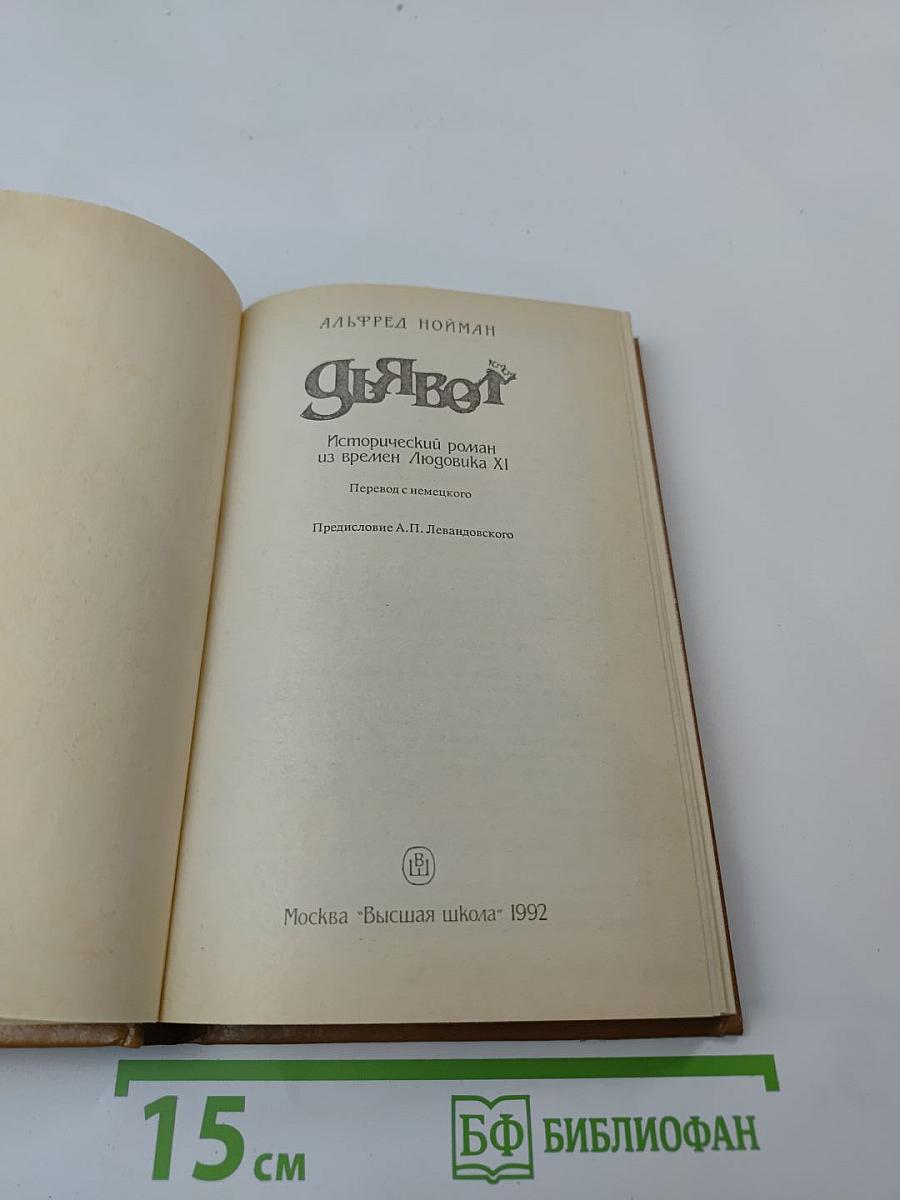 АЛЬФРЕД НОЙМАН
ДЬЯВОЛ
Исторический роман
из времен Людовика XI
Перевод с немецкого
Предисловие А.П. Левандовского
ВШ
Москва "Высшая школа" 1992
15 см
БФ БИБЛИОФАН